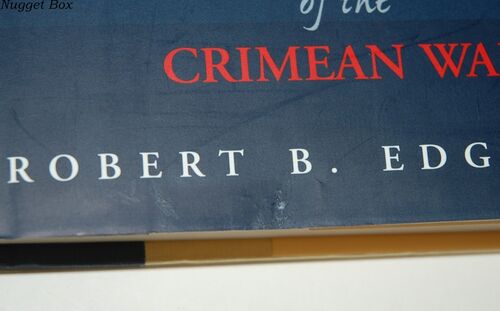 Nugget Box
of the
CRIMEAN WA
ROBERT B. EDG